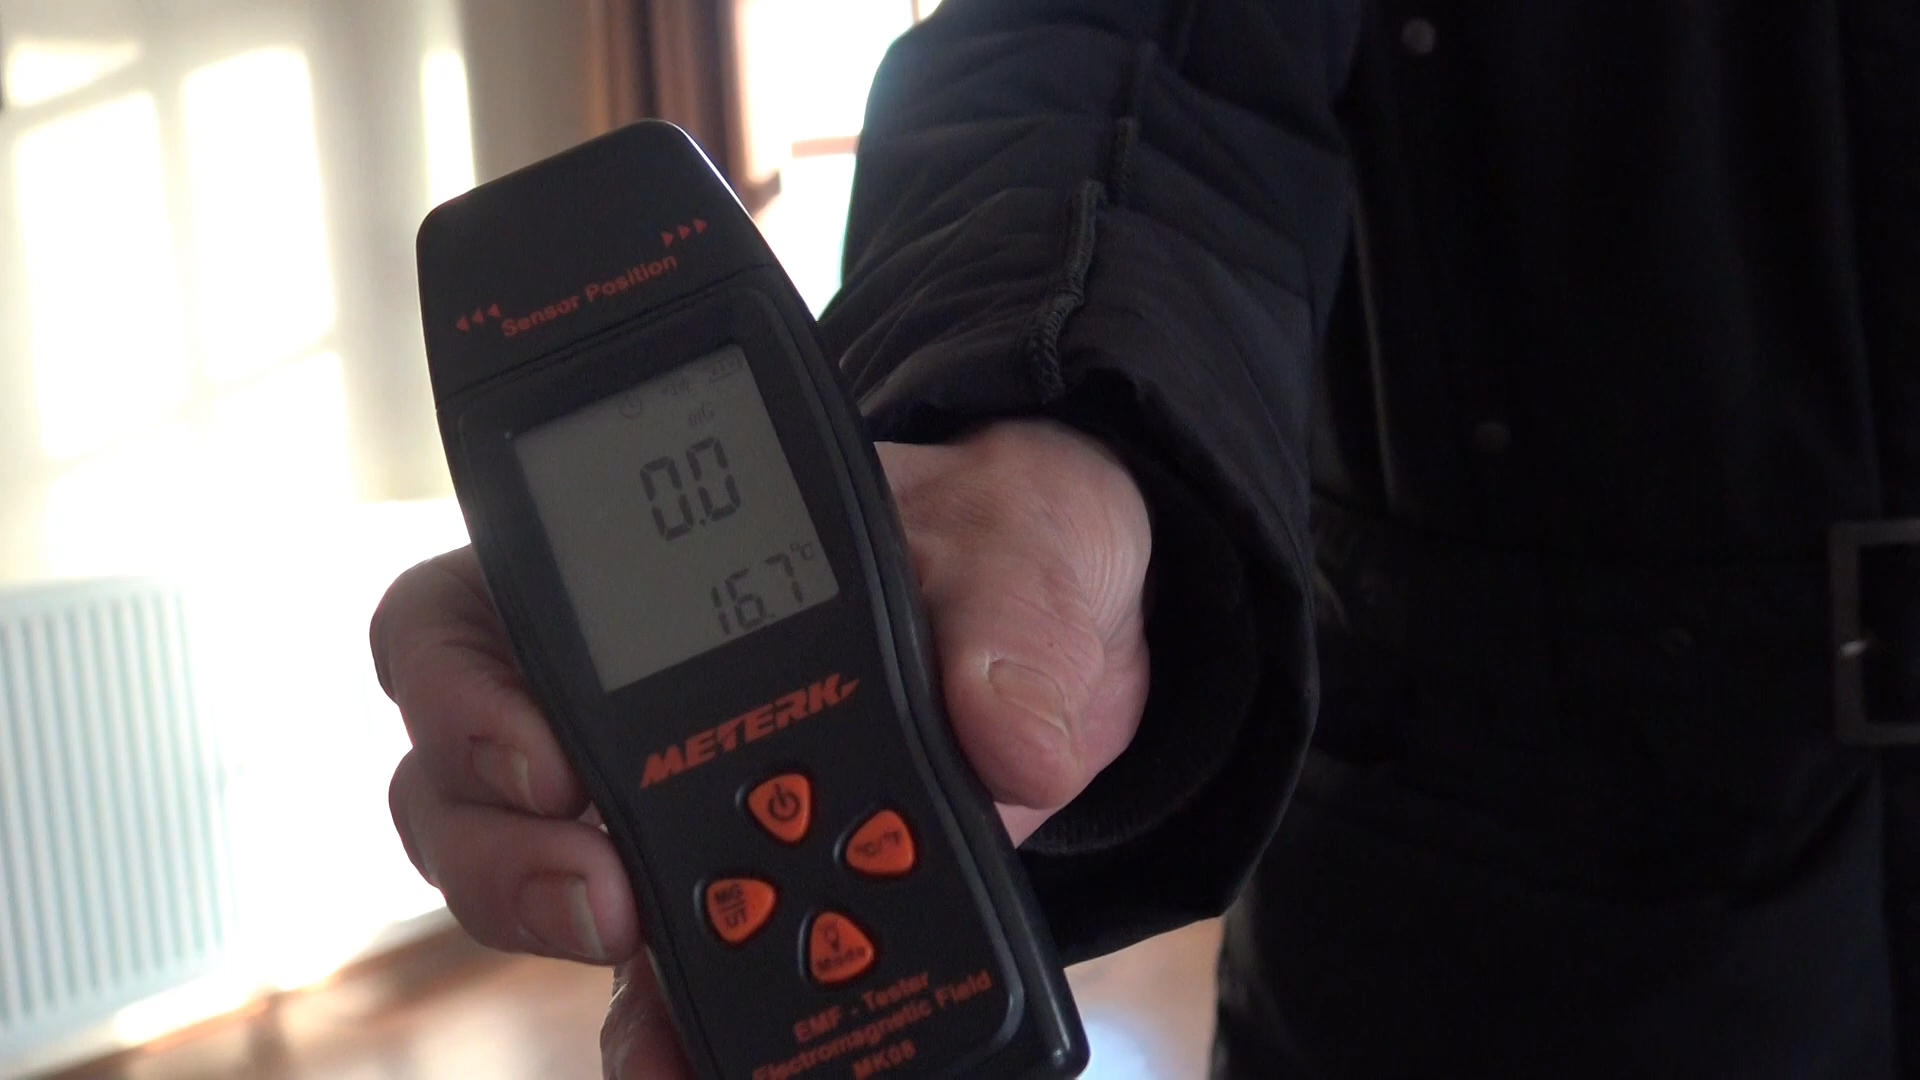 ◄◄◄ Sensor Position ►►►
mG
0.0
16.7°C
METERK
°C/°F
MG
UT
Mode
EMF - Tester
Electromagnetic Field
MK08